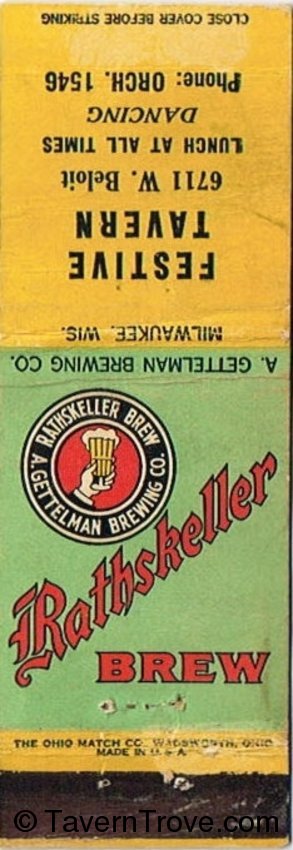 CLOSE COVER BEFORE STRIKING
FESTIVE
TAVERN
6711 W. Beloit
LUNCH AT ALL TIMES
DANCING
Phone: ORCH. 1546
A. GETTELMAN BREWING CO.
MILWAUKEE, WIS.
RATHSKELLER BREW
A. GETTELMAN BREWING CO.
Rathskeller
BREW
THE OHIO MATCH CO. WADSWORTH, OHIO
MADE IN U.S.A.
© TavernTrove.com